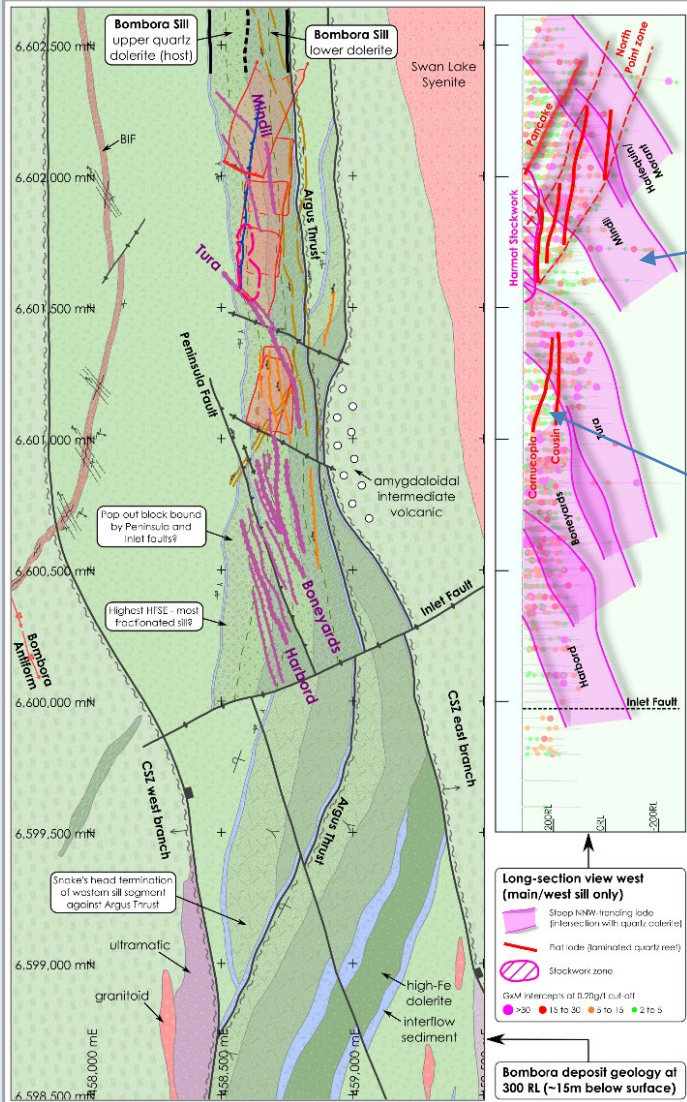 Bombora Sill
upper quartz
dolerite (host)
Bombora Sill
lower dolerite
Swan Lake
Syenite
6,602,500 mN
BIF
Mindil
6,602,000 mN
Argus Thrust
Tura
6,601,500 mN
Peninsula Fault
6,601,000 mN
amygdaloidal
intermediate
volcanic
Pop out block bound
by Peninsula and
Inlet faults?
6,600,500 mN
Boneyards
Inlet Fault
Highest HFSE - most
fractionated sill?
Harbord
Bombora
Antiform
6,600,000 mN
CSZ west branch
CSZ east branch
Argus Thrust
6,599,500 mN
Snake's head termination
of western sill segment
against Argus Thrust
ultramafic
granitoid
6,599,000 mN
high-Fe
dolerite
interflow
sediment
6,598,500 mN
458,000 mE
458,500 mE
459,000 mE
North
Point zone
Pancake
Harlequin/
Morant
Mindil
Harmat Stockwork
Tura
Cornucopia
Cousin
Boneyards
Harbord
Inlet Fault
200RL
0RL
-200RL
Long-section view west
(main/west sill only)
Steep NNW-trending lode
(intersection with quartz dolerite)
Flat lode (laminated quartz reef)
Stockwork zone
GxM intercepts at 0.20g/t cut-off
>30 15 to 30 5 to 15 2 to 5
Bombora deposit geology at
300 RL (~15m below surface)